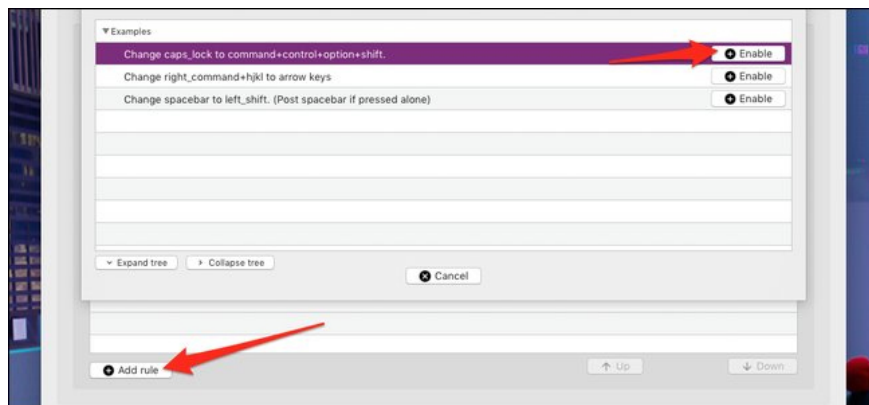 Examples
Change caps_lock to command+control+option+shift. Enable
Change right_command+hjkl to arrow keys Enable
Change spacebar to left_shift. (Post spacebar if pressed alone) Enable
Expand tree Collapse tree
Cancel
Add rule Up Down